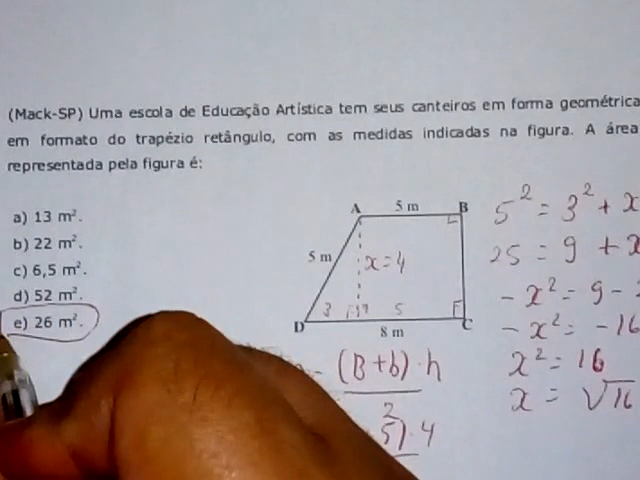 (Mack-SP) Uma escola de Educação Artística tem seus canteiros em forma geométrica
em formato do trapézio retângulo, com as medidas indicadas na figura. A área
representada pela figura é:
a) 13 m².
b) 22 m².
c) 6,5 m².
d) 52 m².
e) 26 m².
A 5 m B
5 m
x=4
3 5
D 8 m C
(B+b).h
2
5).4
5² = 3² + x
25 = 9 + x
-x² = 9 -
-x² = -16
x² = 16
x = √16